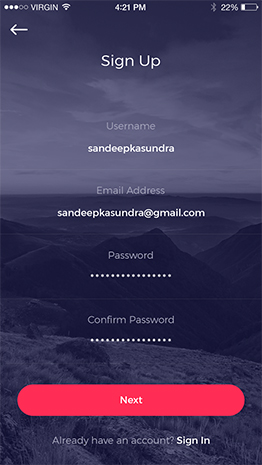 VIRGIN 4:21 PM 22%
Sign Up
Username
sandeepkasundra
Email Address
sandeepkasundra@gmail.com
Password
••••••••••••••••
Confirm Password
••••••••••••••••
Next
Already have an account? Sign In